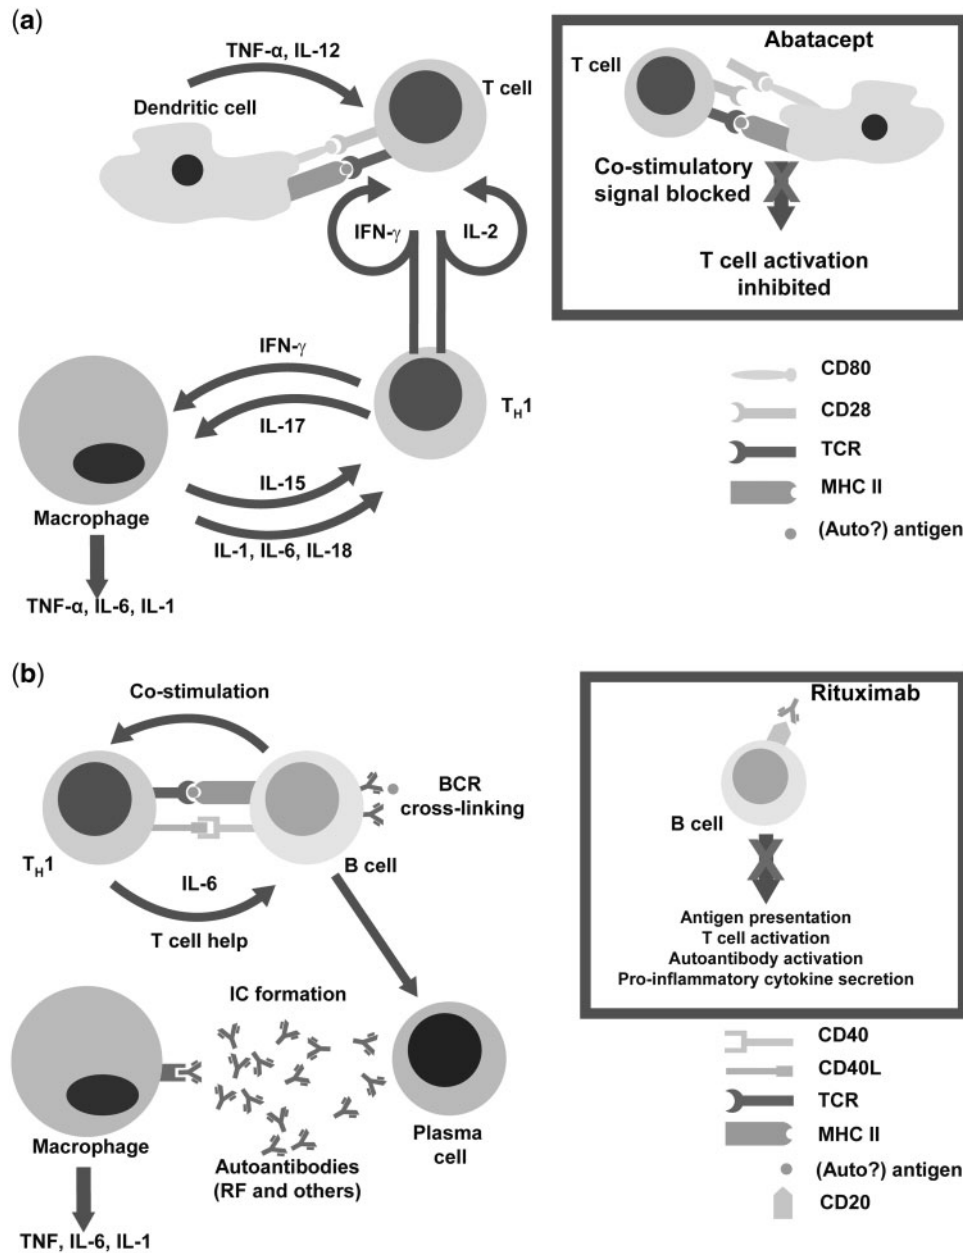 (a)
TNF-α, IL-12
Dendritic cell
T cell
IFN-γ
IL-2
IFN-γ
IL-17
T_H1
IL-15
IL-1, IL-6, IL-18
Macrophage
TNF-α, IL-6, IL-1
Abatacept
T cell
Co-stimulatory
signal blocked
T cell activation
inhibited
CD80
CD28
TCR
MHC II
(Auto?) antigen
(b)
Co-stimulation
BCR
cross-linking
T_H1
B cell
IL-6
T cell help
IC formation
Macrophage
Autoantibodies
(RF and others)
Plasma
cell
TNF, IL-6, IL-1
Rituximab
B cell
Antigen presentation
T cell activation
Autoantibody activation
Pro-inflammatory cytokine secretion
CD40
CD40L
TCR
MHC II
(Auto?) antigen
CD20